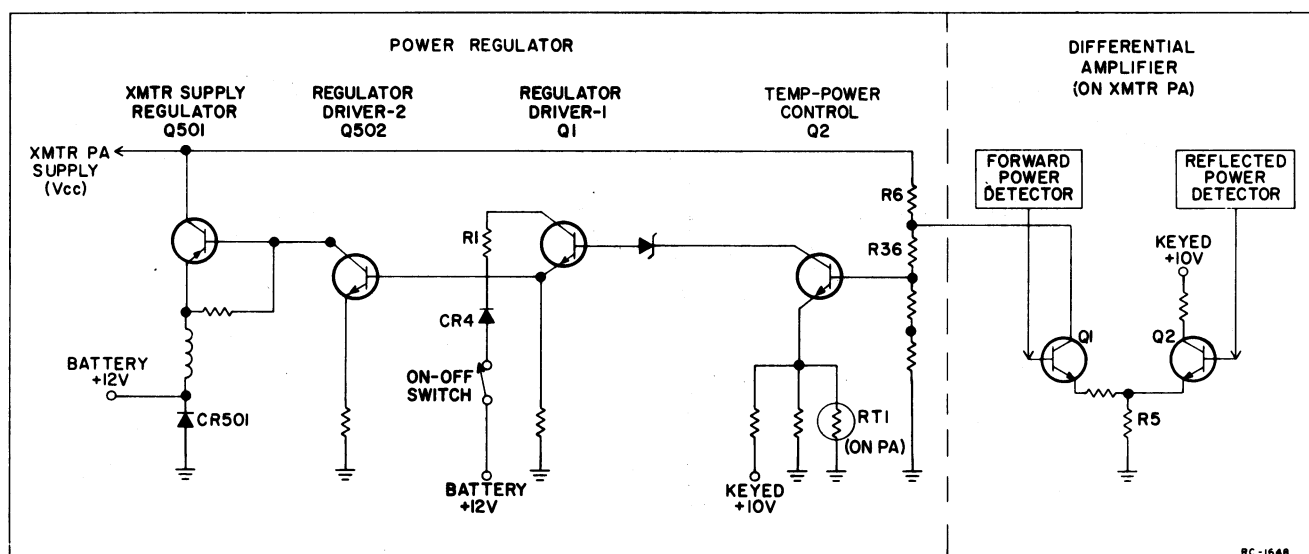 POWER REGULATOR
DIFFERENTIAL
AMPLIFIER
(ON XMTR PA)
XMTR SUPPLY
REGULATOR
Q501
REGULATOR
DRIVER-2
Q502
REGULATOR
DRIVER-1
Q1
TEMP-POWER
CONTROL
Q2
XMTR PA
SUPPLY
(Vcc)
FORWARD
POWER
DETECTOR
REFLECTED
POWER
DETECTOR
R6
R1
R36
KEYED
+10V
CR4
Q1
Q2
BATTERY
+12V
ON-OFF
SWITCH
CR501
RT1
(ON PA)
R5
BATTERY
+12V
KEYED
+10V
RC-1648